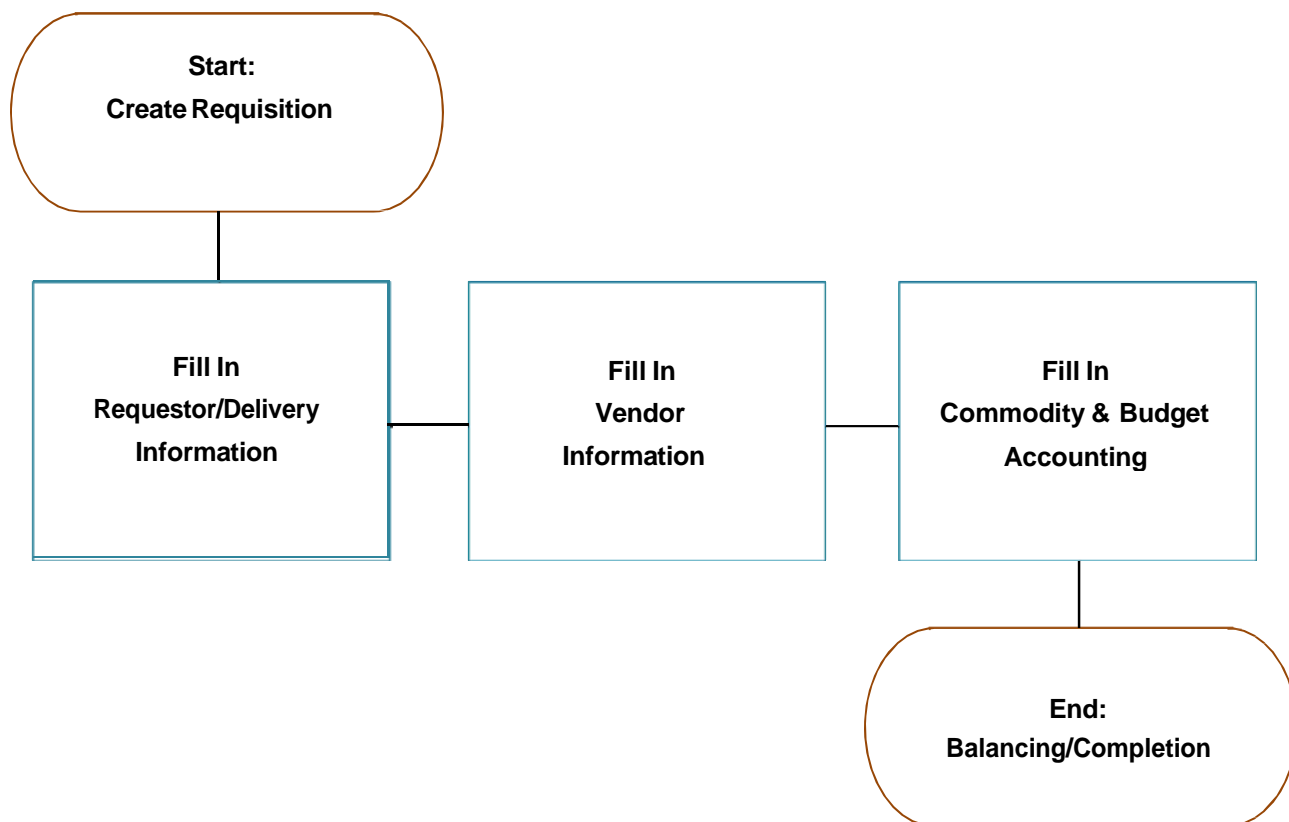 Start:
Create Requisition
Fill In
Requestor/Delivery
Information
Fill In
Vendor
Information
Fill In
Commodity & Budget
Accounting
End:
Balancing/Completion